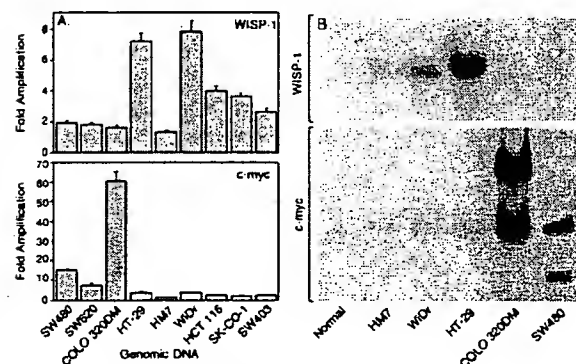 A.
WISP-1
Fold Amplification
8
6
4
2
0
c-myc
Fold Amplification
70
60
50
40
30
20
10
0
SW480
SW620
COLO 320DM
HT-29
HM7
WiDr
HCT 116
SK-CO-1
SW403
Genomic DNA
B.
WISP-1
c-myc
Normal
HM7
WiDr
HT-29
COLO 320DM
SW480